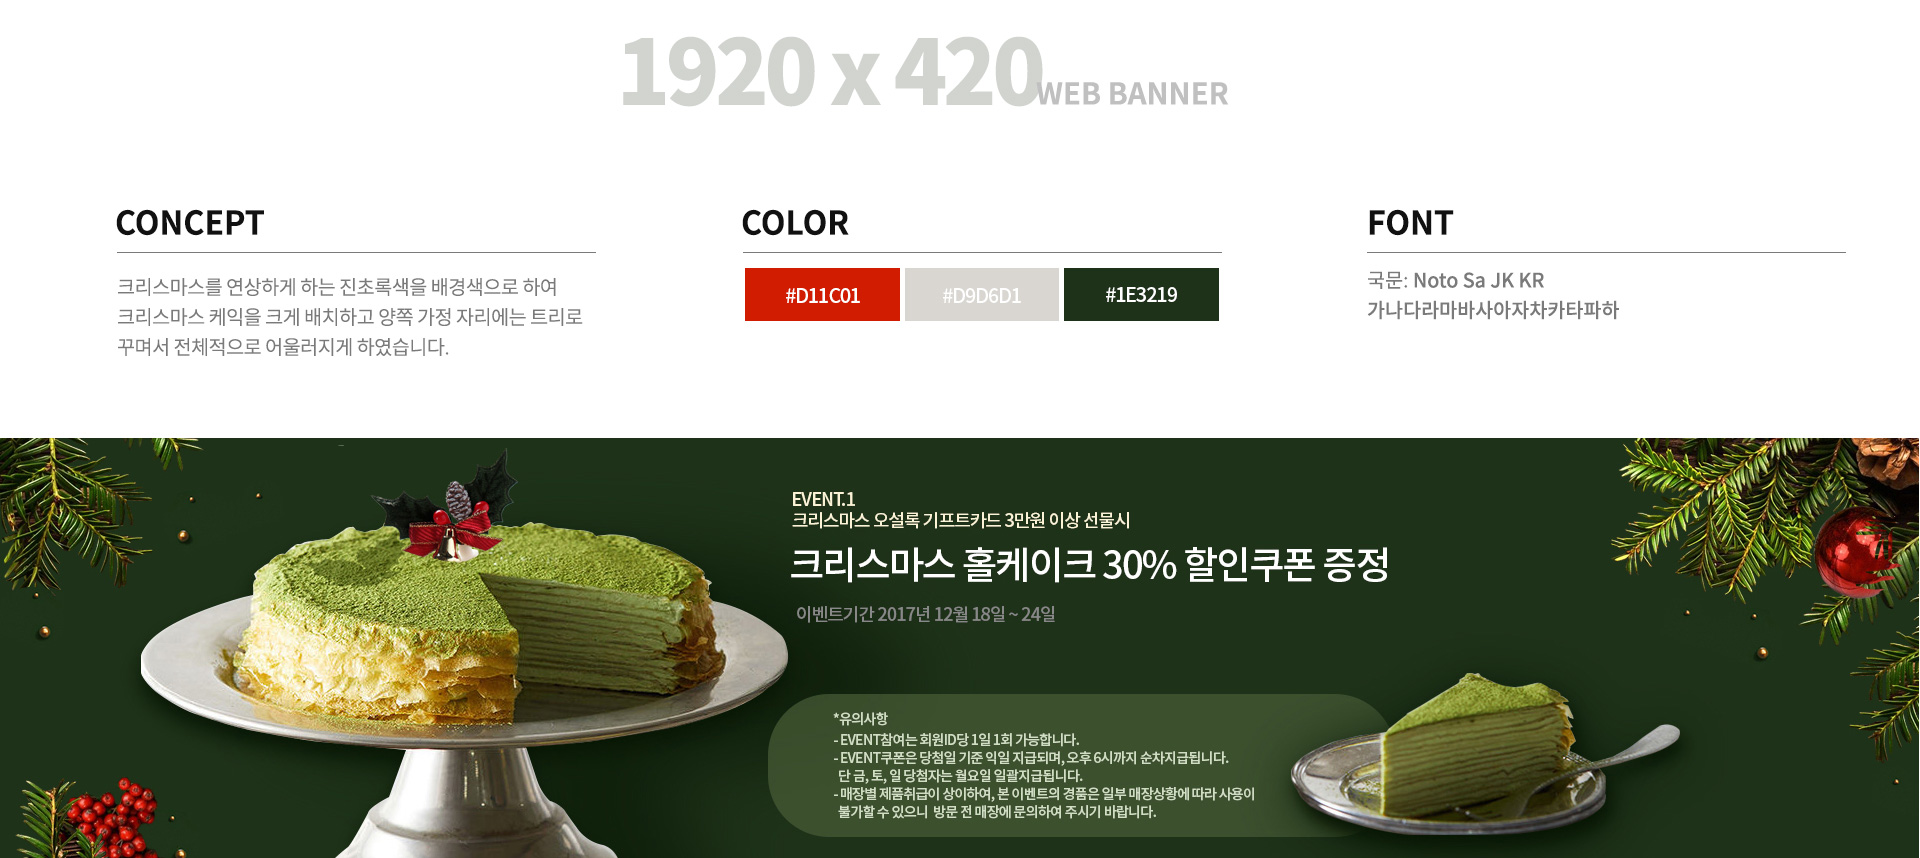 1920 x 420 WEB BANNER
CONCEPT
크리스마스를 연상하게 하는 진초록색을 배경색으로 하여
크리스마스 케익을 크게 배치하고 양쪽 가정 자리에는 트리로
꾸며서 전체적으로 어울러지게 하였습니다.
COLOR
#D11C01
#D9D6D1
#1E3219
FONT
국문: Noto Sa JK KR
가나다라마바사아자차카타파하
EVENT.1
크리스마스 오설록 기프트카드 3만원 이상 선물시
크리스마스 홀케이크 30% 할인쿠폰 증정
이벤트기간 2017년 12월 18일 ~ 24일
*유의사항
- EVENT참여는 회원ID당 1일 1회 가능합니다.
- EVENT쿠폰은 당첨일 기준 익일 지급되며, 오후 6시까지 순차지급됩니다.
단 금, 토, 일 당첨자는 월요일 일괄지급됩니다.
- 매장별 제품취급이 상이하여, 본 이벤트의 경품은 일부 매장상황에 따라 사용이
불가할 수 있으니 방문 전 매장에 문의하여 주시기 바랍니다.